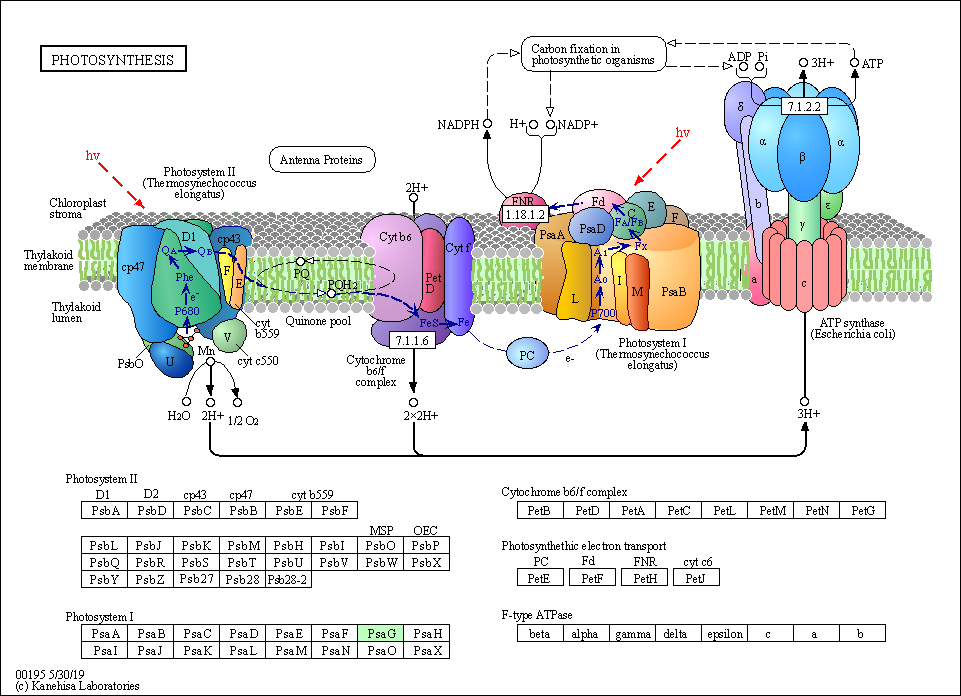 PHOTOSYNTHESIS
Carbon fixation in
photosynthetic organisms
ADP Pi
3H+
ATP
NADPH
H+
NADP+
hν
hν
Antenna Proteins
Photosystem II
(Thermosynechococcus
elongatus)
2H+
Chloroplast
stroma
Thylakoid
membrane
Thylakoid
lumen
D1
cp43
cp47
QA
QB
Phe
e-
P680
F
E
PsbO
U
V
Mn
cyt
b559
cyt c550
H2O
2H+
1/2 O2
PQ
PQH2
Quinone pool
Cyt b6
Pet
D
Cyt f
FeS
Fe
7.1.1.6
Cytochrome
b6/f
complex
2×2H+
FNR
1.18.1.2
Fd
PsaA
PsaD
C
E
F
FA/FB
Fx
A1
A0
P700
L
I
M
PsaB
PC
e-
Photosystem I
(Thermosynechococcus
elongatus)
δ
7.1.2.2
α
β
α
b
ε
γ
a
c
ATP synthase
(Escherichia coli)
3H+
Photosystem II
D1 D2 cp43 cp47 cyt b559
PsbA PsbD PsbC PsbB PsbE PsbF
MSP OEC
PsbL PsbJ PsbK PsbM PsbH PsbI PsbO PsbP
PsbQ PsbR PsbS PsbT PsbU PsbV PsbW PsbX
PsbY PsbZ Psb27 Psb28 Psb28-2
Photosystem I
PsaA PsaB PsaC PsaD PsaE PsaF PsaG PsaH
PsaI PsaJ PsaK PsaL PsaM PsaN PsaO PsaX
Cytochrome b6/f complex
PetB PetD PetA PetC PetL PetM PetN PetG
Photosynthethic electron transport
PC Fd FNR cyt c6
PetE PetF PetH PetJ
F-type ATPase
beta alpha gamma delta epsilon c a b
00195 5/30/19
(c) Kanehisa Laboratories